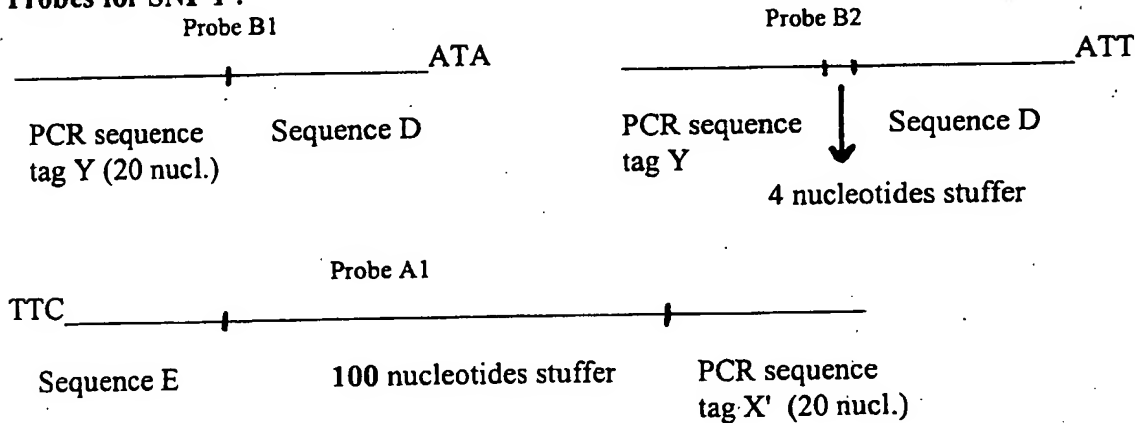 Probes for SNP
Probe B1
Probe B2
ATA
ATT
PCR sequence
tag Y (20 nucl.)
Sequence D
PCR sequence
tag Y
Sequence D
4 nucleotides stuffer
Probe A1
TTC
Sequence E
100 nucleotides stuffer
PCR sequence
tag X' (20 nucl.)